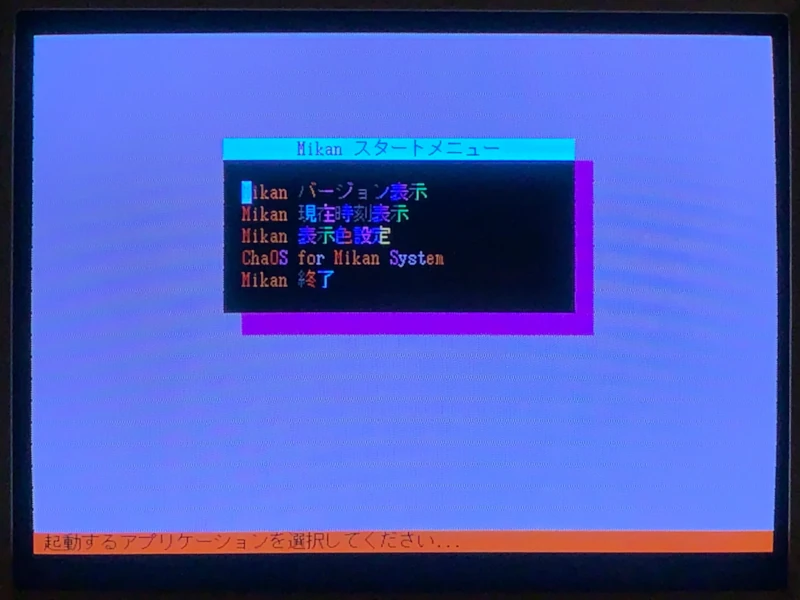 Mikan スタートメニュー
Mikan バージョン表示
Mikan 現在時刻表示
Mikan 表示色設定
ChaOS for Mikan System
Mikan 終了
起動するアプリケーションを選択してください...